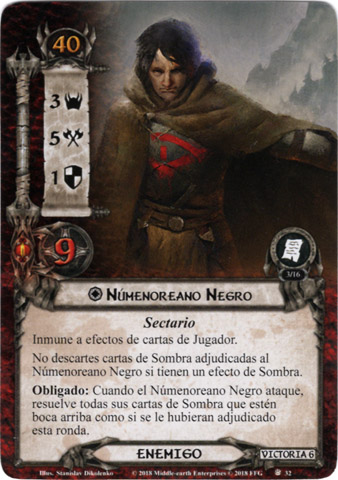 40
3
5
1
9
3/16
Númenoreano Negro
Sectario
Inmune a efectos de cartas de Jugador.
No descartes cartas de Sombra adjudicadas al
Númenoreano Negro si tienen un efecto de Sombra.
Obligado: Cuando el Númenoreano Negro ataque,
resuelve todas sus cartas de Sombra que estén
boca arriba como si se le hubieran adjudicado
esta ronda.
ENEMIGO
VICTORIA 6
Illus. Stanislav Dikolenko © 2018 Middle-earth Enterprises © 2018 FFG 32